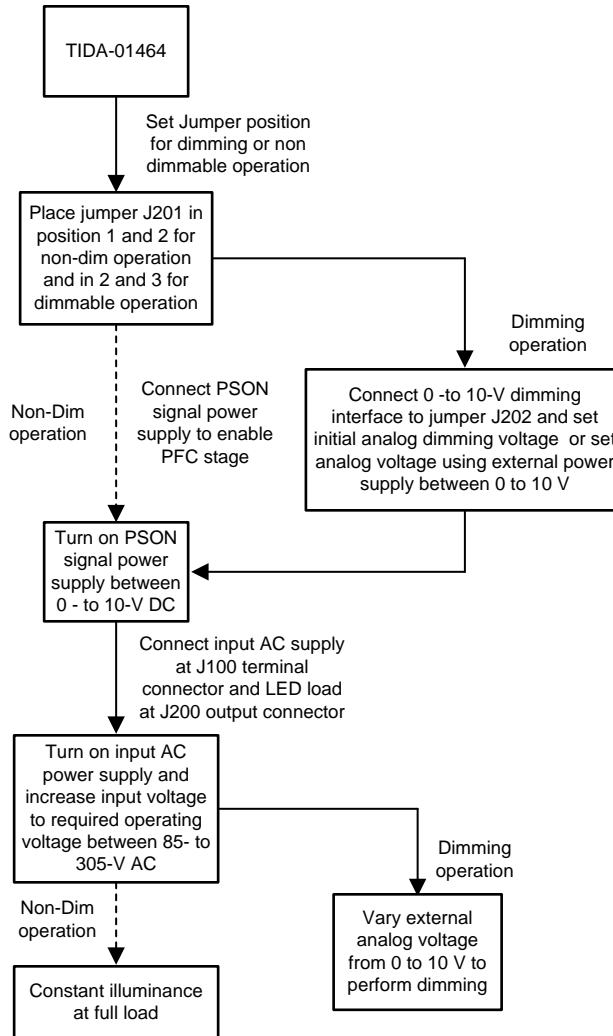 TIDA-01464
Set Jumper position
for dimming or non
dimmable operation
Place jumper J201 in
position 1 and 2 for
non-dim operation
and in 2 and 3 for
dimmable operation
Dimming
operation
Non-Dim
operation
Connect PSON
signal power
supply to enable
PFC stage
Connect 0 -to 10-V dimming
interface to jumper J202 and set
initial analog dimming voltage or set
analog voltage using external power
supply between 0 to 10 V
Turn on PSON
signal power
supply between
0 - to 10-V DC
Connect input AC supply
at J100 terminal
connector and LED load
at J200 output connector
Turn on input AC
power supply and
increase input voltage
to required operating
voltage between 85- to
305-V AC
Dimming
operation
Non-Dim
operation
Vary external
analog voltage
from 0 to 10 V to
perform dimming
Constant illuminance
at full load